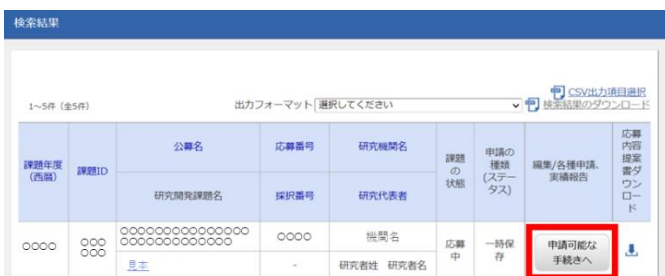 検索結果
CSV出力項目選択
1～5件 (全5件)
出力フォーマット 選択してください
検索結果のダウンロード
課題年度
(西暦)
課題ID
公募名
研究開発課題名
応募番号
採択番号
研究機関名
研究代表者
課題
の
状態
申請の
種類
(ステー
タス)
編集/各種申請、
実績報告
応募
内容
提案
書ダ
ウン
ロー
ド
○○○○
○○○
○○○
○○○○○○○○○○○○○○○
○○○○○○○○○○○○○
見本
○○○○
-
機関名
研究者姓 研究者名
応募
中
一時保
存
申請可能な
手続きへ